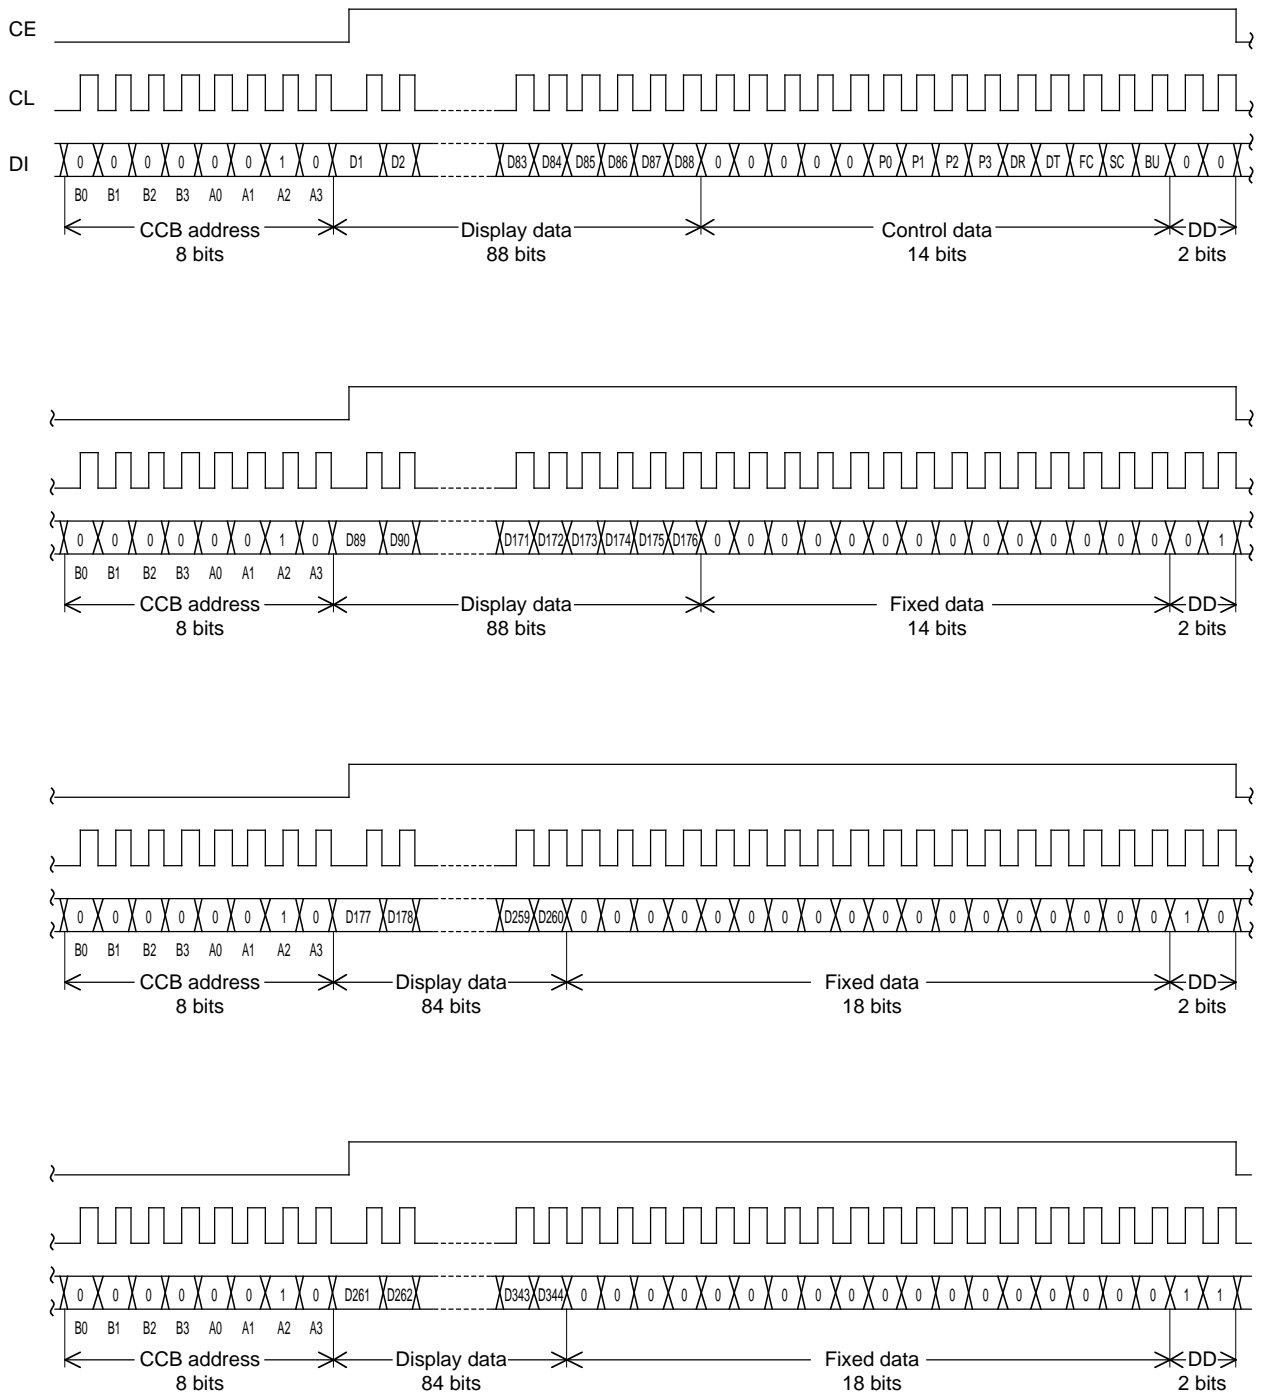 CE
CL
DI 0 0 0 0 0 0 1 0 D1 D2 D83 D84 D85 D86 D87 D88 0 0 0 0 0 P0 P1 P2 P3 DR DT FC SC BU 0 0
B0 B1 B2 B3 A0 A1 A2 A3
CCB address Display data Control data DD
8 bits 88 bits 14 bits 2 bits
0 0 0 0 0 0 1 0 D89 D90 D171 D172 D173 D174 D175 D176 0 0 0 0 0 0 0 0 0 0 0 0 0 0 0 1
B0 B1 B2 B3 A0 A1 A2 A3
CCB address Display data Fixed data DD
8 bits 88 bits 14 bits 2 bits
0 0 0 0 0 0 1 0 D177 D178 D259 D260 0 0 0 0 0 0 0 0 0 0 0 0 0 0 0 0 0 0 1 0
B0 B1 B2 B3 A0 A1 A2 A3
CCB address Display data Fixed data DD
8 bits 84 bits 18 bits 2 bits
0 0 0 0 0 0 1 0 D261 D262 D343 D344 0 0 0 0 0 0 0 0 0 0 0 0 0 0 0 0 0 0 1 1
B0 B1 B2 B3 A0 A1 A2 A3
CCB address Display data Fixed data DD
8 bits 84 bits 18 bits 2 bits